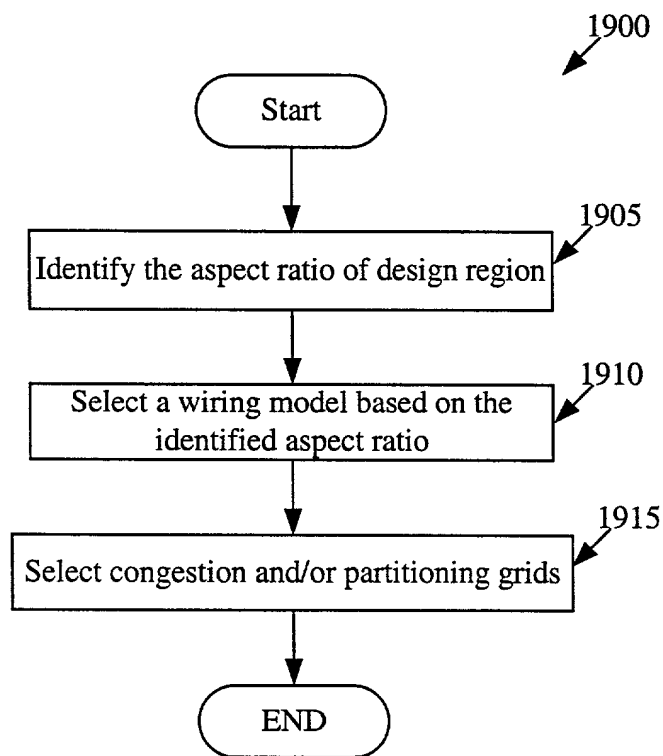 1900
Start
1905
Identify the aspect ratio of design region
1910
Select a wiring model based on the
identified aspect ratio
1915
Select congestion and/or partitioning grids
END